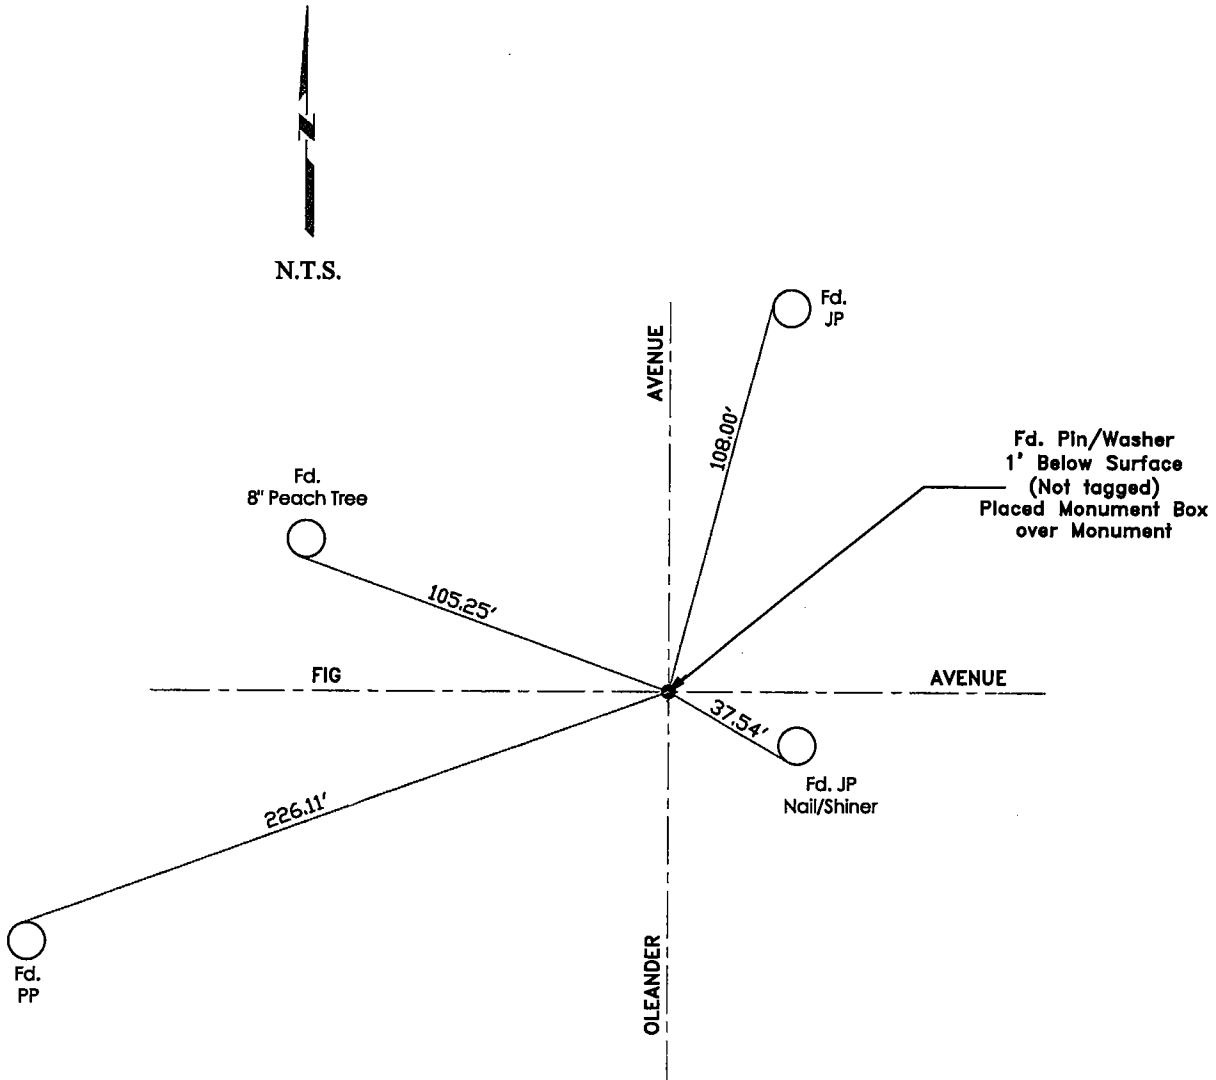 N
N.T.S.
Fd.
JP
AVENUE
108.00'
Fd. Pin/Washer
1' Below Surface
(Not tagged)
Placed Monument Box
over Monument
Fd.
8" Peach Tree
105.25'
FIG
AVENUE
37.54'
Fd. JP
Nail/Shiner
226.11'
Fd.
PP
OLEANDER